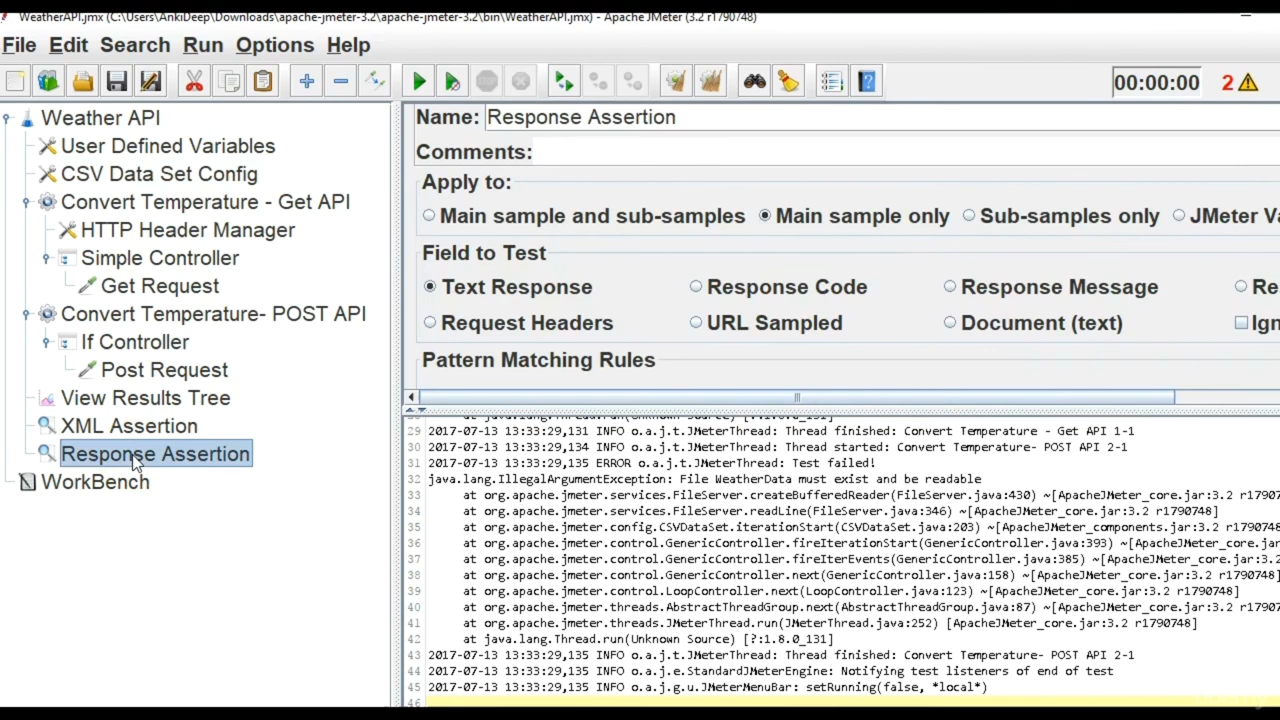 WeatherAPI.jmx (C:\Users\AnkiDeep\Downloads\apache-jmeter-3.2\apache-jmeter-3.2\bin\WeatherAPI.jmx) - Apache JMeter (3.2 r1790748)
File Edit Search Run Options Help
00:00:00 2
Weather API
User Defined Variables
CSV Data Set Config
Convert Temperature - Get API
HTTP Header Manager
Simple Controller
Get Request
Convert Temperature- POST API
If Controller
Post Request
View Results Tree
XML Assertion
Response Assertion
WorkBench
Name: Response Assertion
Comments:
Apply to:
Main sample and sub-samples Main sample only Sub-samples only JMeter Va
Field to Test
Text Response Response Code Response Message Re
Request Headers URL Sampled Document (text) Ign
Pattern Matching Rules
at java.lang.Thread.run(Unknown Source) [?:1.8.0_131]
29 2017-07-13 13:33:29,131 INFO o.a.j.t.JMeterThread: Thread finished: Convert Temperature - Get API 1-1
30 2017-07-13 13:33:29,134 INFO o.a.j.t.JMeterThread: Thread started: Convert Temperature- POST API 2-1
31 2017-07-13 13:33:29,135 ERROR o.a.j.t.JMeterThread: Test failed!
32 java.lang.IllegalArgumentException: File WeatherData must exist and be readable
33 at org.apache.jmeter.services.FileServer.createBufferedReader(FileServer.java:430) ~[ApacheJMeter_core.jar:3.2 r17907
34 at org.apache.jmeter.services.FileServer.readLine(FileServer.java:346) ~[ApacheJMeter_core.jar:3.2 r1790748]
35 at org.apache.jmeter.config.CSVDataSet.iterationStart(CSVDataSet.java:203) ~[ApacheJMeter_components.jar:3.2 r1790748
36 at org.apache.jmeter.control.GenericController.fireIterationStart(GenericController.java:393) ~[ApacheJMeter_core.jar
37 at org.apache.jmeter.control.GenericController.fireIterEvents(GenericController.java:385) ~[ApacheJMeter_core.jar:3.2
38 at org.apache.jmeter.control.GenericController.next(GenericController.java:158) ~[ApacheJMeter_core.jar:3.2 r1790748]
39 at org.apache.jmeter.control.LoopController.next(LoopController.java:123) ~[ApacheJMeter_core.jar:3.2 r1790748]
40 at org.apache.jmeter.threads.AbstractThreadGroup.next(AbstractThreadGroup.java:87) ~[ApacheJMeter_core.jar:3.2 r17907
41 at org.apache.jmeter.threads.JMeterThread.run(JMeterThread.java:252) [ApacheJMeter_core.jar:3.2 r1790748]
42 at java.lang.Thread.run(Unknown Source) [?:1.8.0_131]
43 2017-07-13 13:33:29,135 INFO o.a.j.t.JMeterThread: Thread finished: Convert Temperature- POST API 2-1
44 2017-07-13 13:33:29,135 INFO o.a.j.e.StandardJMeterEngine: Notifying test listeners of end of test
45 2017-07-13 13:33:29,135 INFO o.a.j.g.u.JMeterMenuBar: setRunning(false, *local*)
46